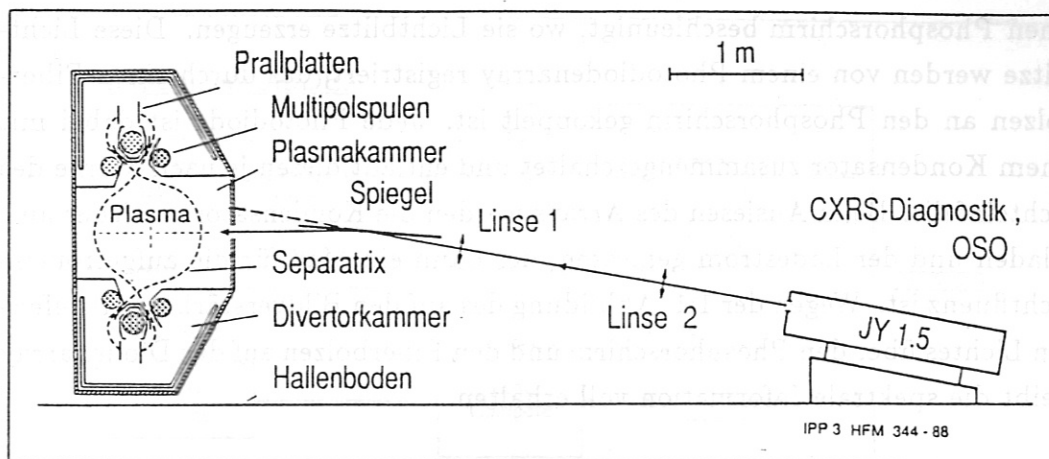 Prallplatten
1 m
Multipolspulen
Plasmakammer
Spiegel
Plasma
Linse 1
CXRS-Diagnostik,
OSO
Separatrix
Linse 2
Divertorkammer
JY 1.5
Hallenboden
IPP 3 HFM 344-88